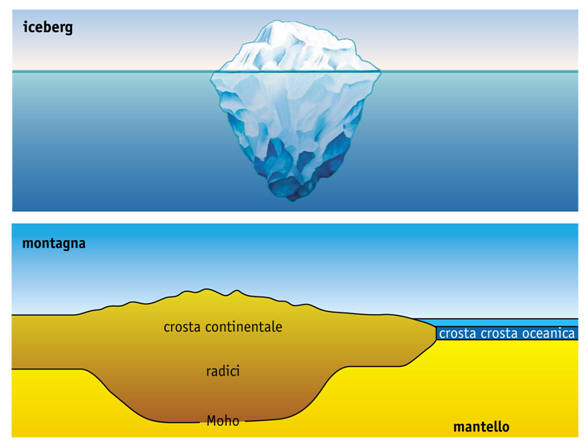 iceberg
montagna
crosta continentale
crosta crosta oceanica
radici
Moho
mantello